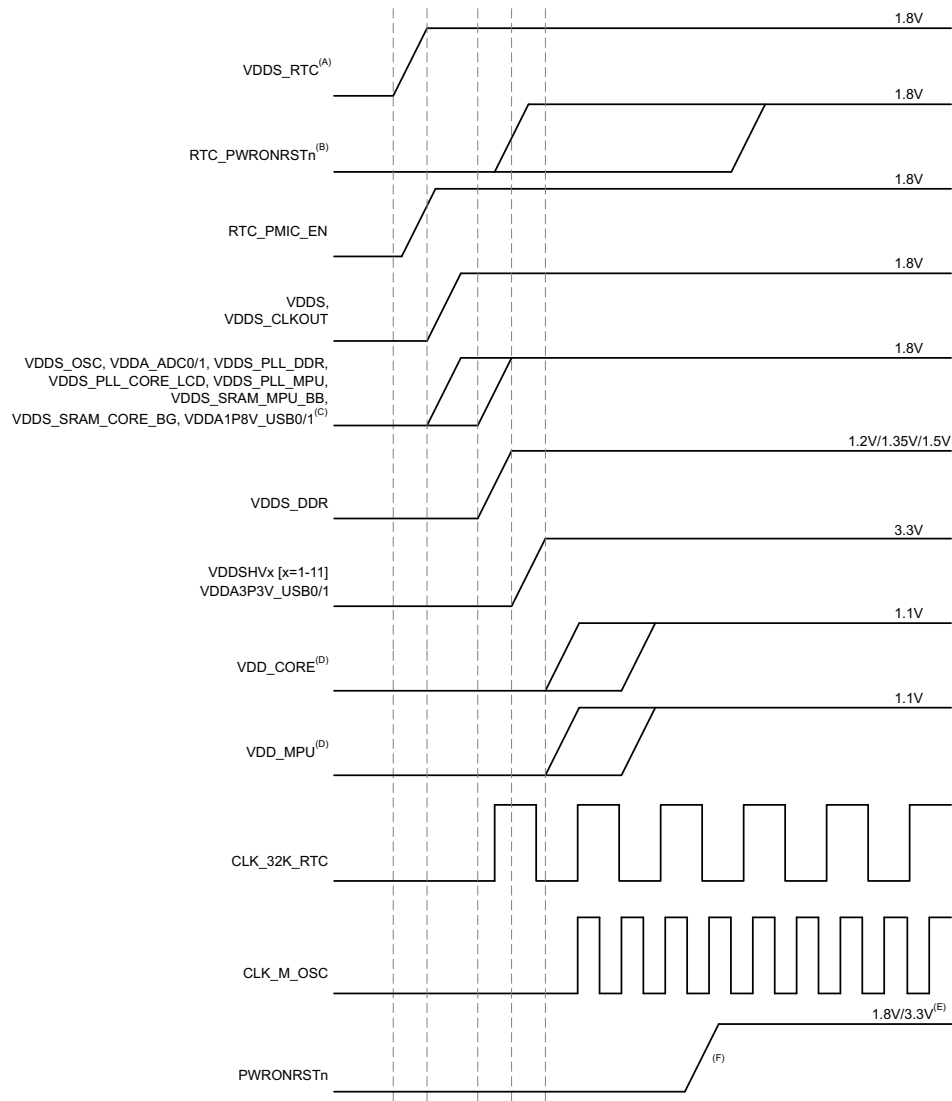 1.8V
VDDS_RTC(A)
1.8V
RTC_PWRONRSTn(B)
1.8V
RTC_PMIC_EN
1.8V
VDDS,
VDDS_CLKOUT
1.8V
VDDS_OSC, VDDA_ADC0/1, VDDS_PLL_DDR,
VDDS_PLL_CORE_LCD, VDDS_PLL_MPU,
VDDS_SRAM_MPU_BB,
VDDS_SRAM_CORE_BG, VDDA1P8V_USB0/1(C)
1.2V/1.35V/1.5V
VDDS_DDR
3.3V
VDDSHVx [x=1-11]
VDDA3P3V_USB0/1
1.1V
VDD_CORE(D)
1.1V
VDD_MPU(D)
CLK_32K_RTC
CLK_M_OSC
1.8V/3.3V(E)
(F)
PWRONRSTn